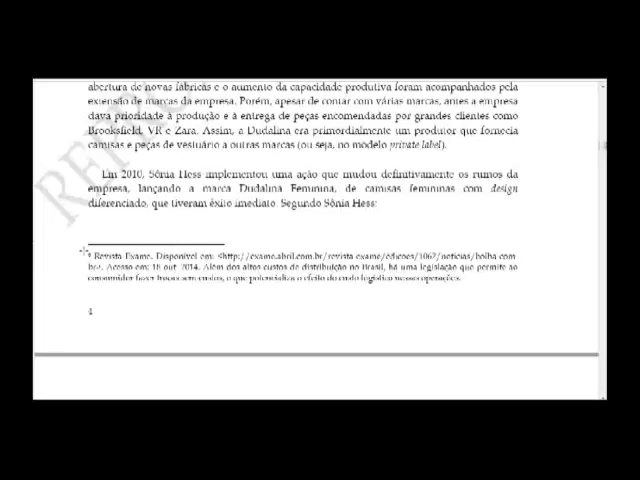 abertura de novas fábricas e o aumento da capacidade produtiva foram acompanhados pela
extensão de marcas da empresa. Porém, apesar de contar com várias marcas, antes a empresa
dava prioridade à produção e à entrega de peças encomendadas por grandes clientes como
Brooksfield, VR e Zara. Assim, a Dudalina era primordialmente um produtor que fornecia
camisas e peças de vestuário a outras marcas (ou seja, no modelo private label).
Em 2010, Sônia Hess implementou uma ação que mudou definitivamente os rumos da
empresa, lançando a marca Dudalina Feminina, de camisas femininas com design
diferenciado, que tiveram êxito imediato. Segundo Sônia Hess:
Revista Exame. Disponível em: <http://exame.abril.com.br/revista-exame/edicoes/1062/noticias/bolha-com
br>. Acesso em: 18 out. 2014. Além dos altos custos de distribuição no Brasil, há uma legislação que permite ao
consumidor fazer trocas sem custos, o que potencializa o efeito do custo logístico nessas operações.
4